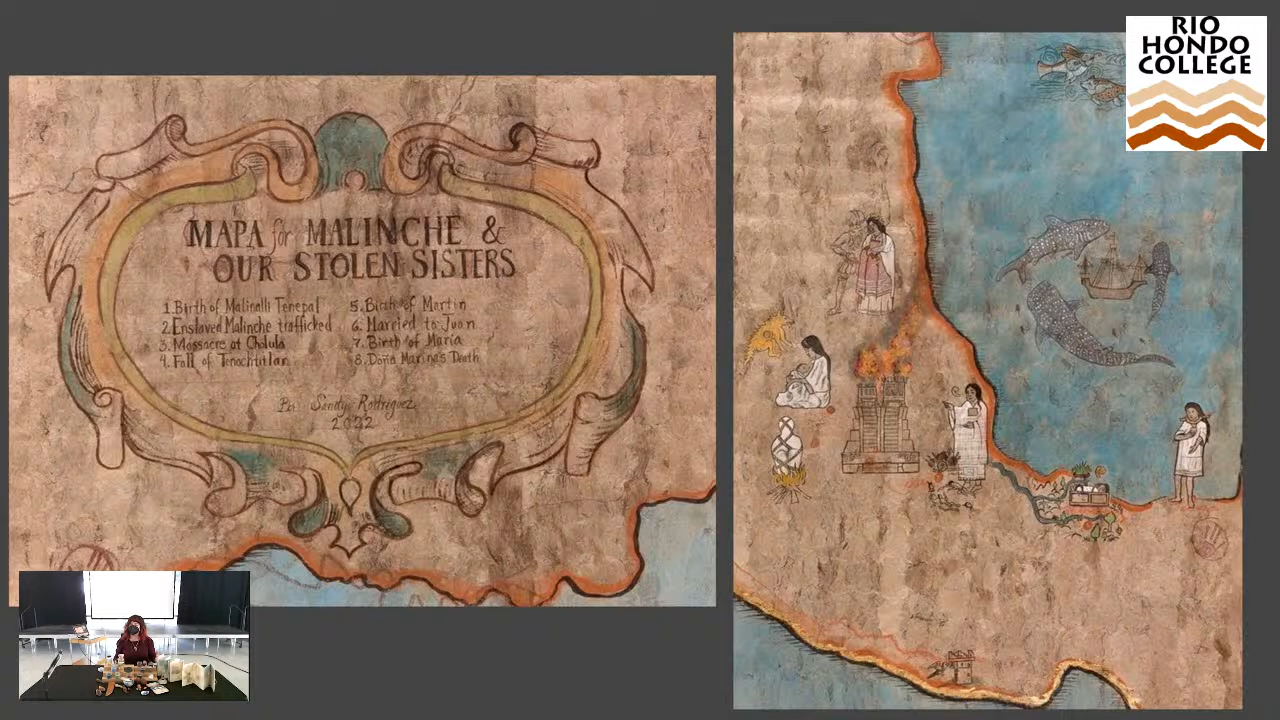 MAPA for MALINCHE &
OUR STOLEN SISTERS
1. Birth of Malinalli Tenepal
2. Enslaved Malinche trafficked
3. Massacre at Cholula
4. Fall of Tenochtitlan
5. Birth of Martin
6. Married to Juan
7. Birth of Maria
8. Doña Marina's Death
By Sandy Rodriguez
2022
RIO
HONDO
COLLEGE